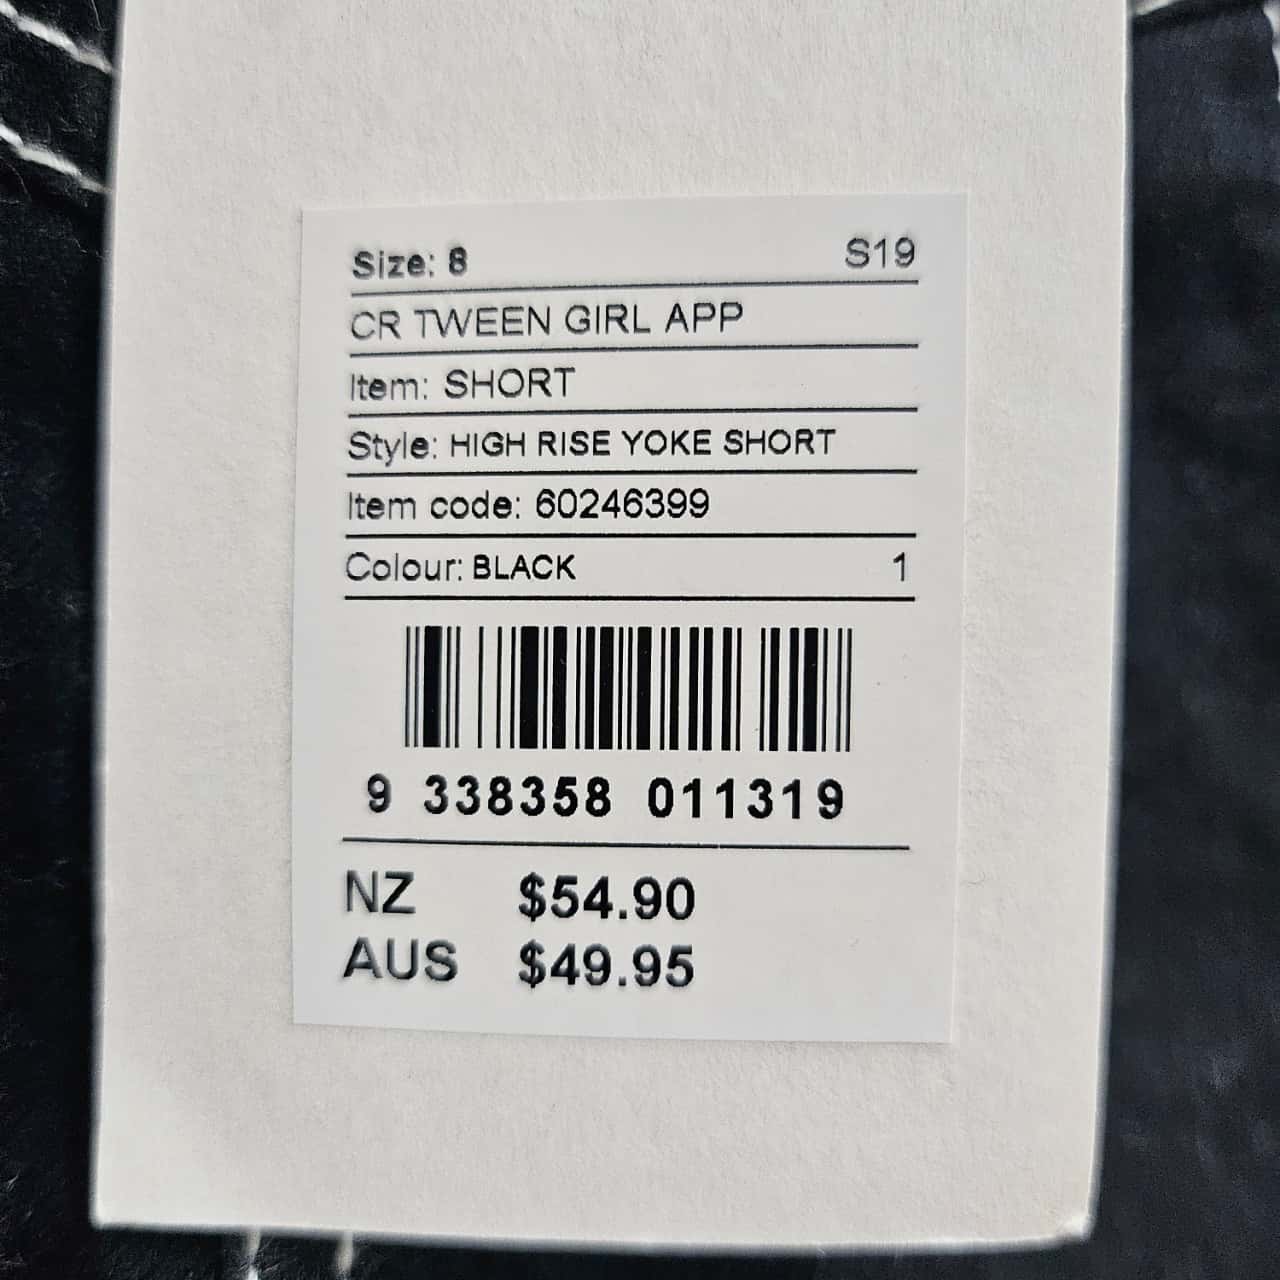 Size: 8 S19
CR TWEEN GIRL APP
Item: SHORT
Style: HIGH RISE YOKE SHORT
Item code: 60246399
Colour: BLACK 1
9 338358 011319
NZ $54.90
AUS $49.95